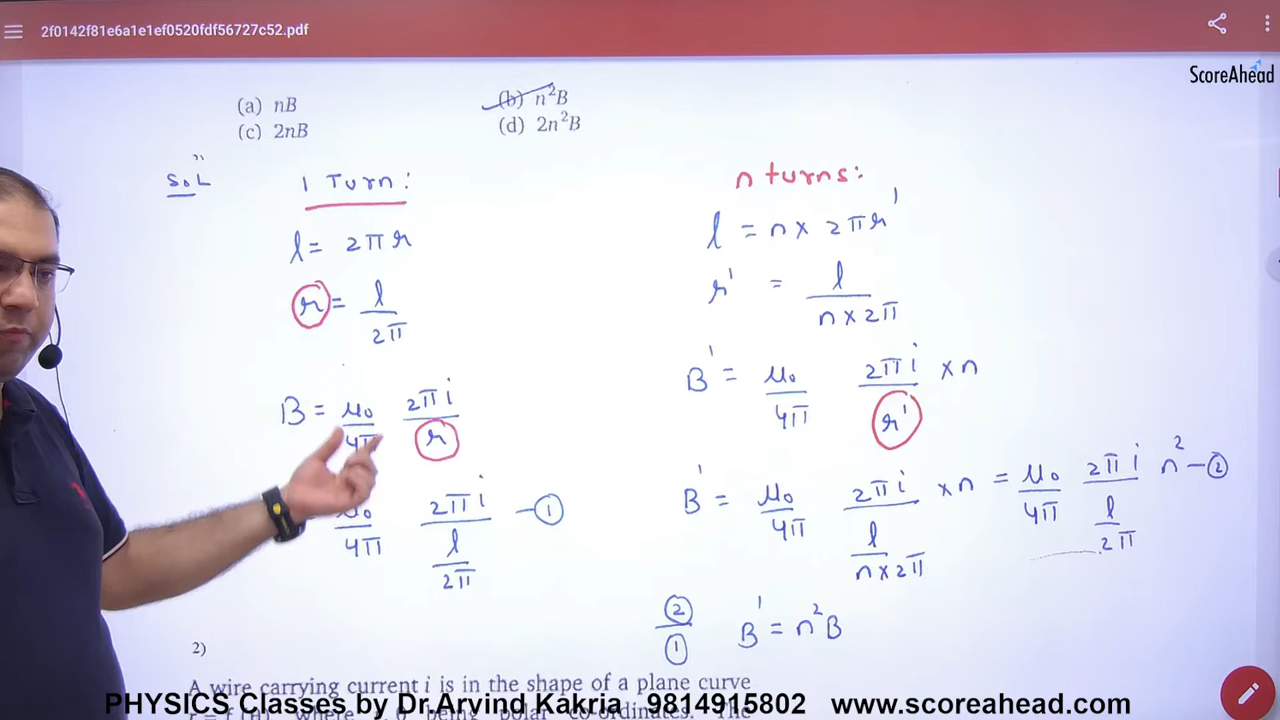 2f0142f81e6a1e1ef0520fdf56727c52.pdf
ScoreAhead
(a) nB (b) n²B
(c) 2nB (d) 2n²B
SoL
1 Turn:
l = 2πr
r = l/2π
B = μ₀/4π 2πi/r
μ₀/4π 2πi/(l/2π) —①
n turns:
l = n × 2πr'
r' = l/(n × 2π)
B' = μ₀/4π 2πi/r' × n
B' = μ₀/4π 2πi/(l/(n × 2π)) × n = μ₀/4π 2πi/(l/2π) n² —②
②/① B' = n²B
2)
A wire carrying current i is in the shape of a plane curve
PHYSICS Classes by Dr.Arvind Kakria 9814915802 www.scoreahead.com